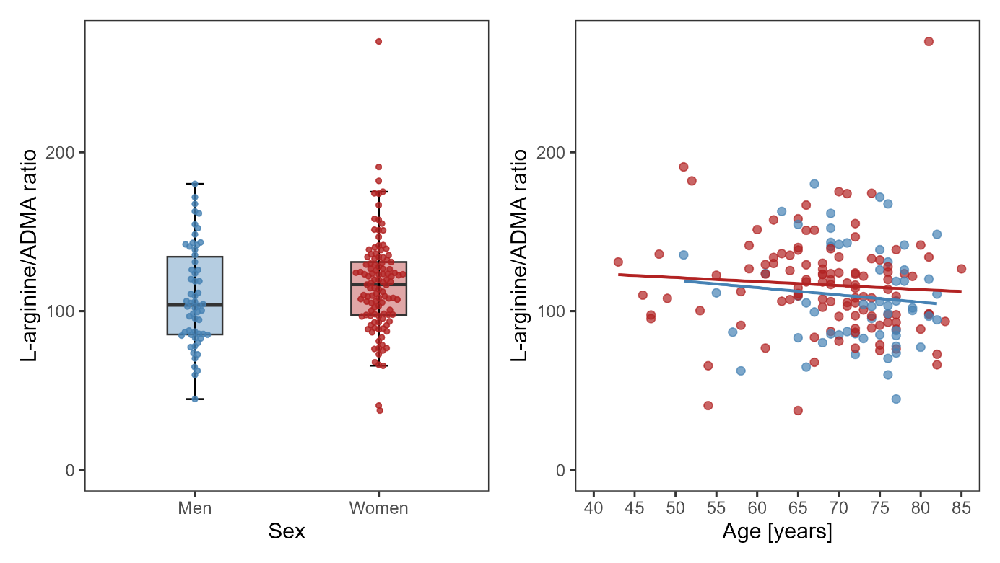 L-arginine/ADMA ratio
200
100
0
Men Women
Sex
L-arginine/ADMA ratio
200
100
0
40 45 50 55 60 65 70 75 80 85
Age [years]